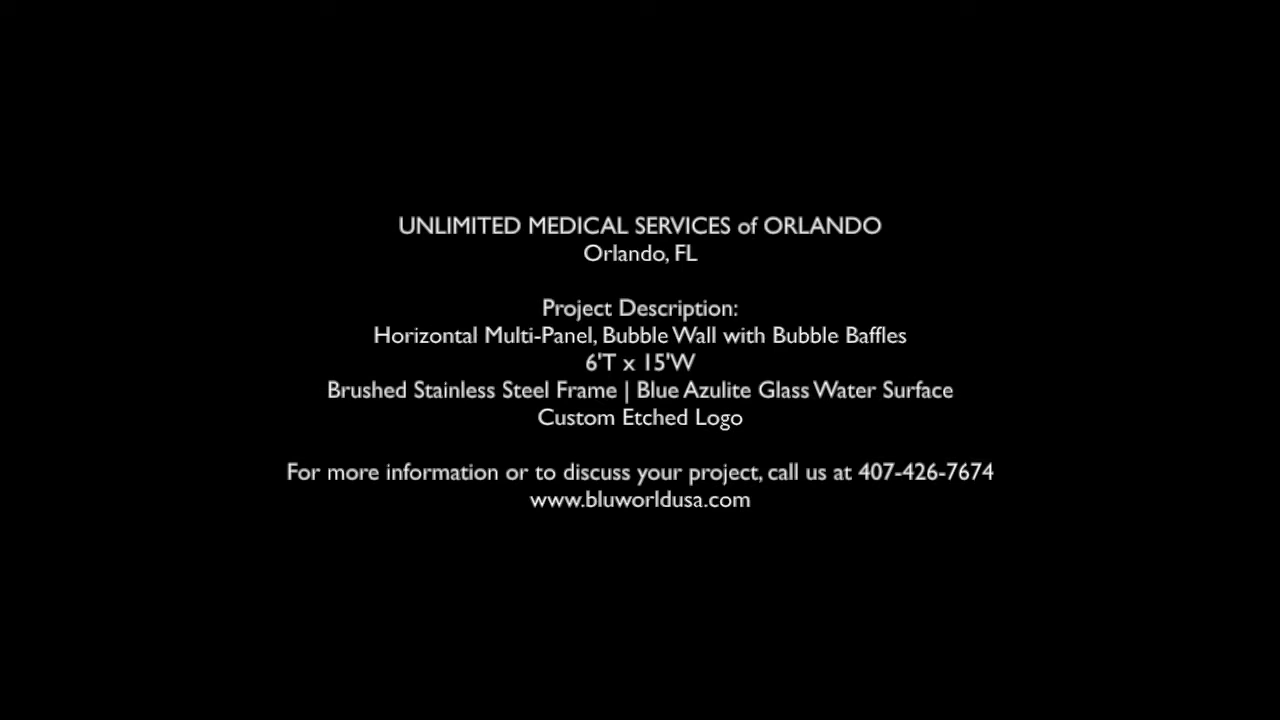 UNLIMITED MEDICAL SERVICES of ORLANDO
Orlando, FL
Project Description:
Horizontal Multi-Panel, Bubble Wall with Bubble Baffles
6'T x 15'W
Brushed Stainless Steel Frame | Blue Azulite Glass Water Surface
Custom Etched Logo
For more information or to discuss your project, call us at 407-426-7674
www.bluworldusa.com